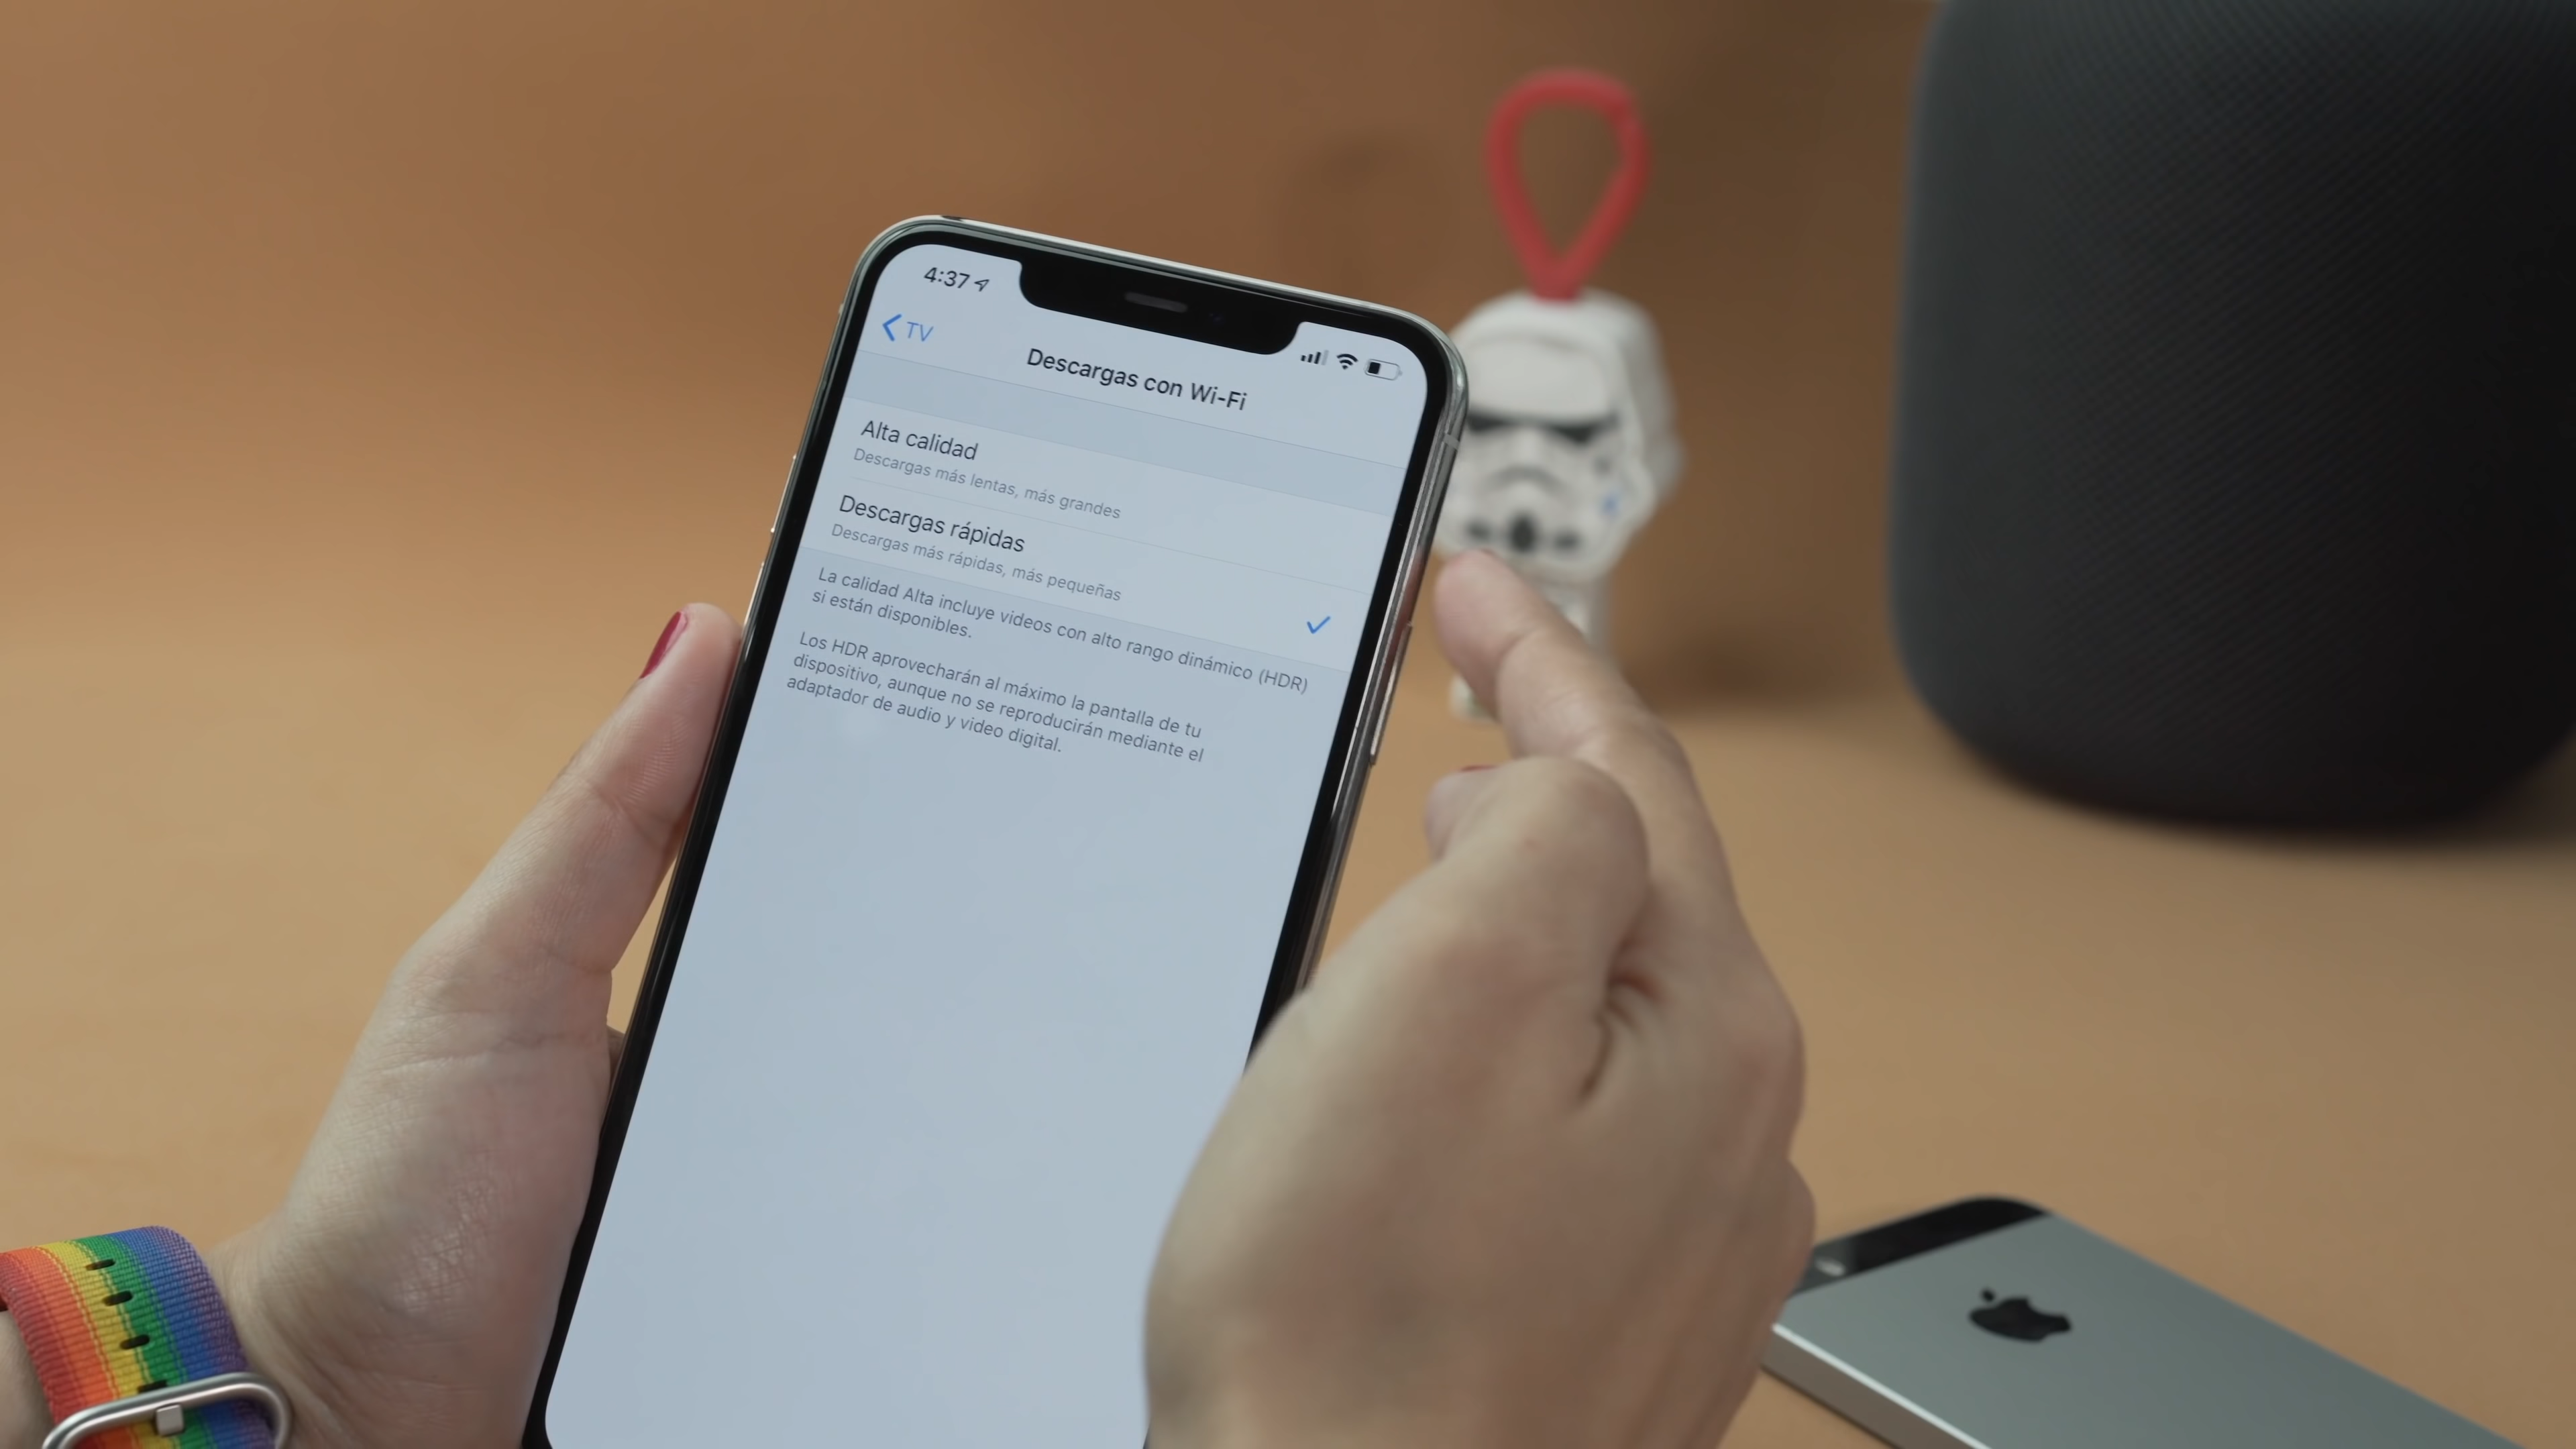 4:37
TV
Descargas con Wi-Fi
Alta calidad
Descargas más lentas, más grandes
Descargas rápidas
Descargas más rápidas, más pequeñas
La calidad Alta incluye videos con alto rango dinámico (HDR)
si están disponibles.
Los HDR aprovecharán al máximo la pantalla de tu
dispositivo, aunque no se reproducirán mediante el
adaptador de audio y video digital.